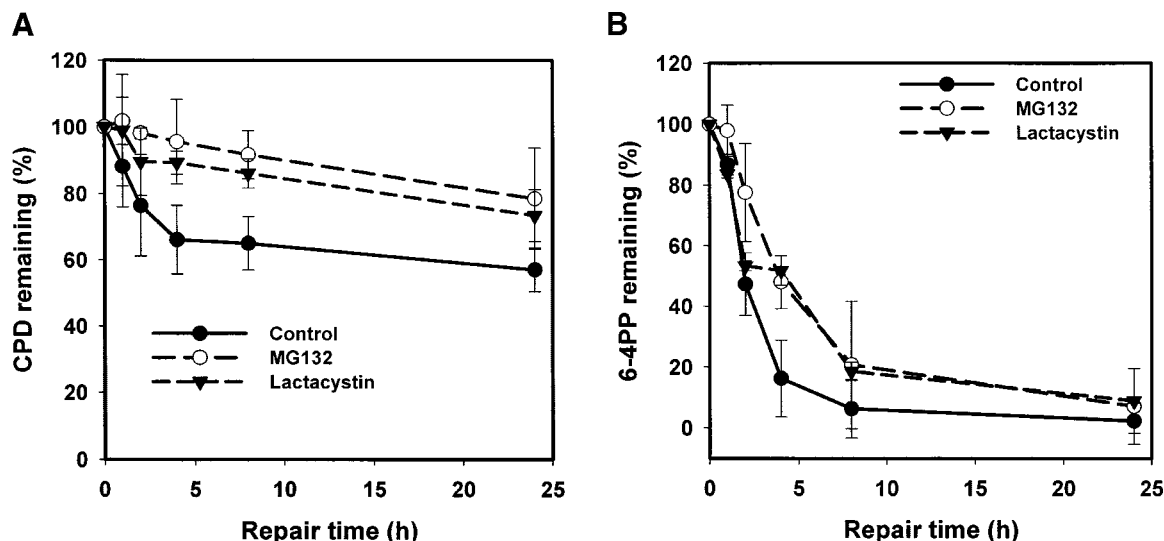 A
CPD remaining (%)
120
100
80
60
40
20
0
Control
MG132
Lactacystin
0 5 10 15 20 25
Repair time (h)
B
6-4PP remaining (%)
120
100
80
60
40
20
0
Control
MG132
Lactacystin
0 5 10 15 20 25
Repair time (h)